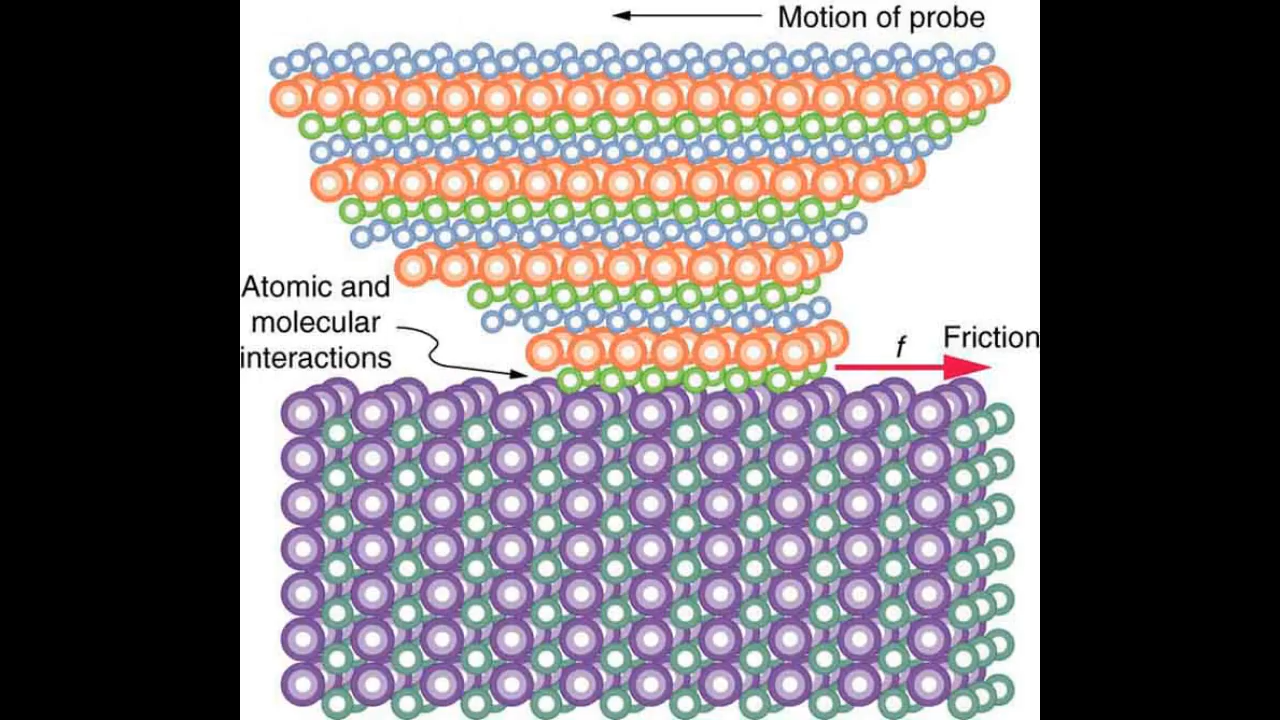 Motion of probe
Atomic and
molecular
interactions
f
Friction